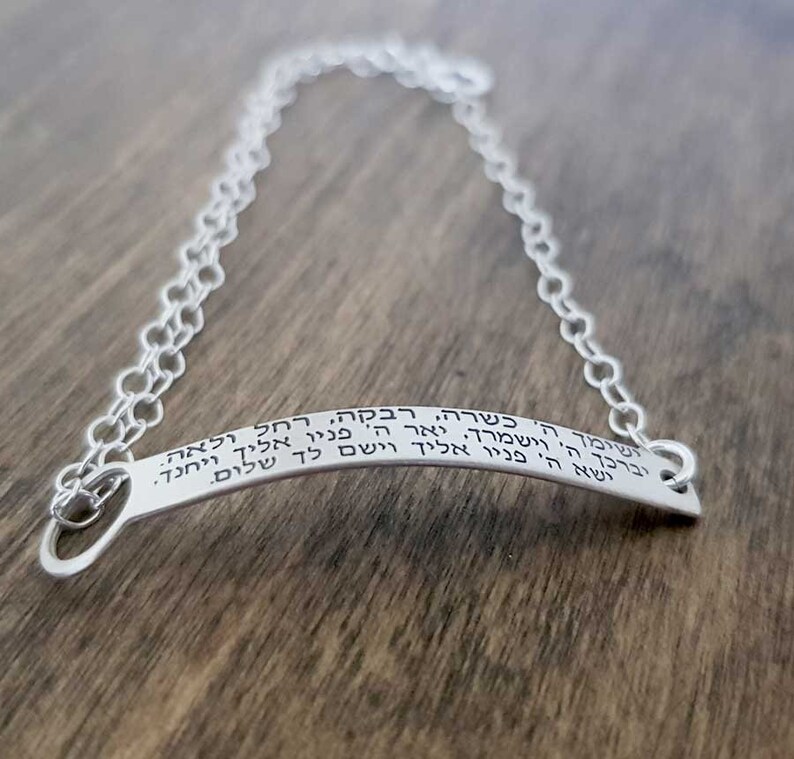 ישימך ה' כשרה, רבקה, רחל ולאה.
יברכך ה' וישמרך, יאר ה' פניו אליך ויחנך,
ישא ה' פניו אליך וישם לך שלום.